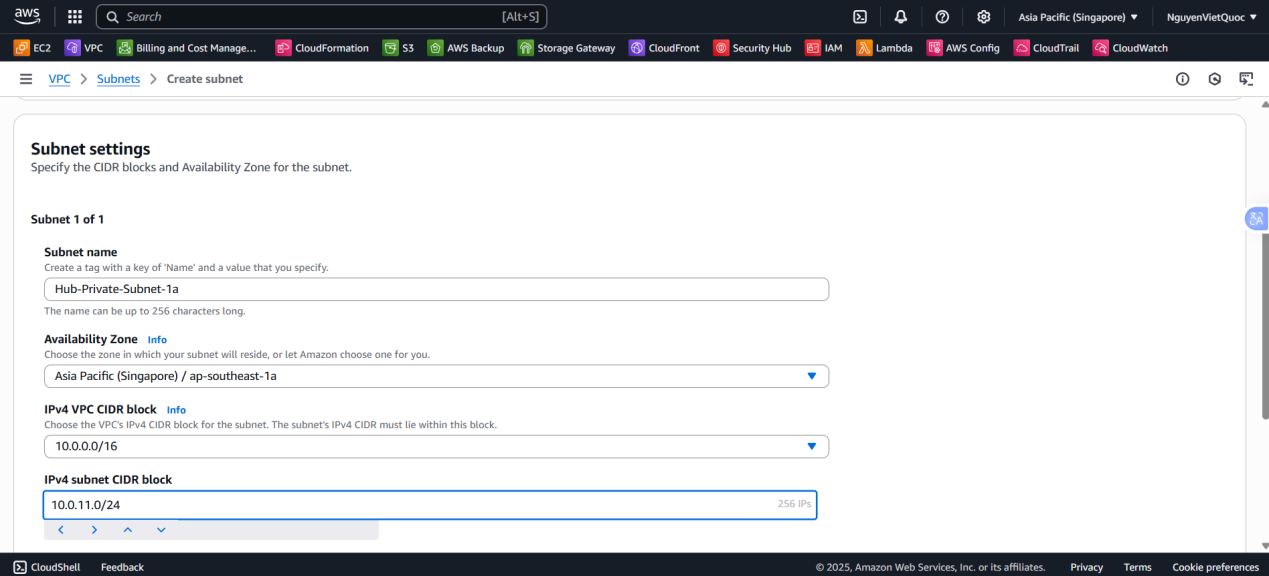 aws
Search [Alt+S] Asia Pacific (Singapore) ▼ NguyenVietQuoc ▼
EC2 VPC Billing and Cost Manage... CloudFormation S3 AWS Backup Storage Gateway CloudFront Security Hub IAM Lambda AWS Config CloudTrail CloudWatch
VPC > Subnets > Create subnet
Subnet settings
Specify the CIDR blocks and Availability Zone for the subnet.
Subnet 1 of 1
Subnet name
Create a tag with a key of 'Name' and a value that you specify.
Hub-Private-Subnet-1a
The name can be up to 256 characters long.
Availability Zone Info
Choose the zone in which your subnet will reside, or let Amazon choose one for you.
Asia Pacific (Singapore) / ap-southeast-1a
IPv4 VPC CIDR block Info
Choose the VPC's IPv4 CIDR block for the subnet. The subnet's IPv4 CIDR must lie within this block.
10.0.0.0/16
IPv4 subnet CIDR block
10.0.11.0/24 256 IPs
CloudShell Feedback © 2025, Amazon Web Services, Inc. or its affiliates. Privacy Terms Cookie preferences